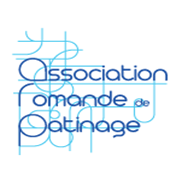 association
romande de
patinage